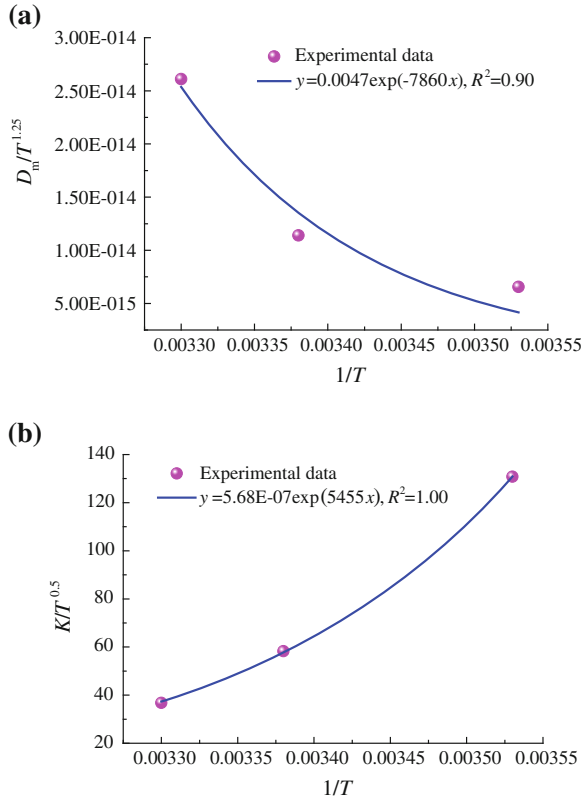 (a)
3.00E-014
2.50E-014
2.00E-014
1.50E-014
1.00E-014
5.00E-015
D_m/T^1.25
Experimental data
y=0.0047exp(-7860x), R²=0.90
0.00330 0.00335 0.00340 0.00345 0.00350 0.00355
1/T
(b)
140
120
100
80
60
40
20
K/T^0.5
Experimental data
y=5.68E-07exp(5455x), R²=1.00
0.00330 0.00335 0.00340 0.00345 0.00350 0.00355
1/T